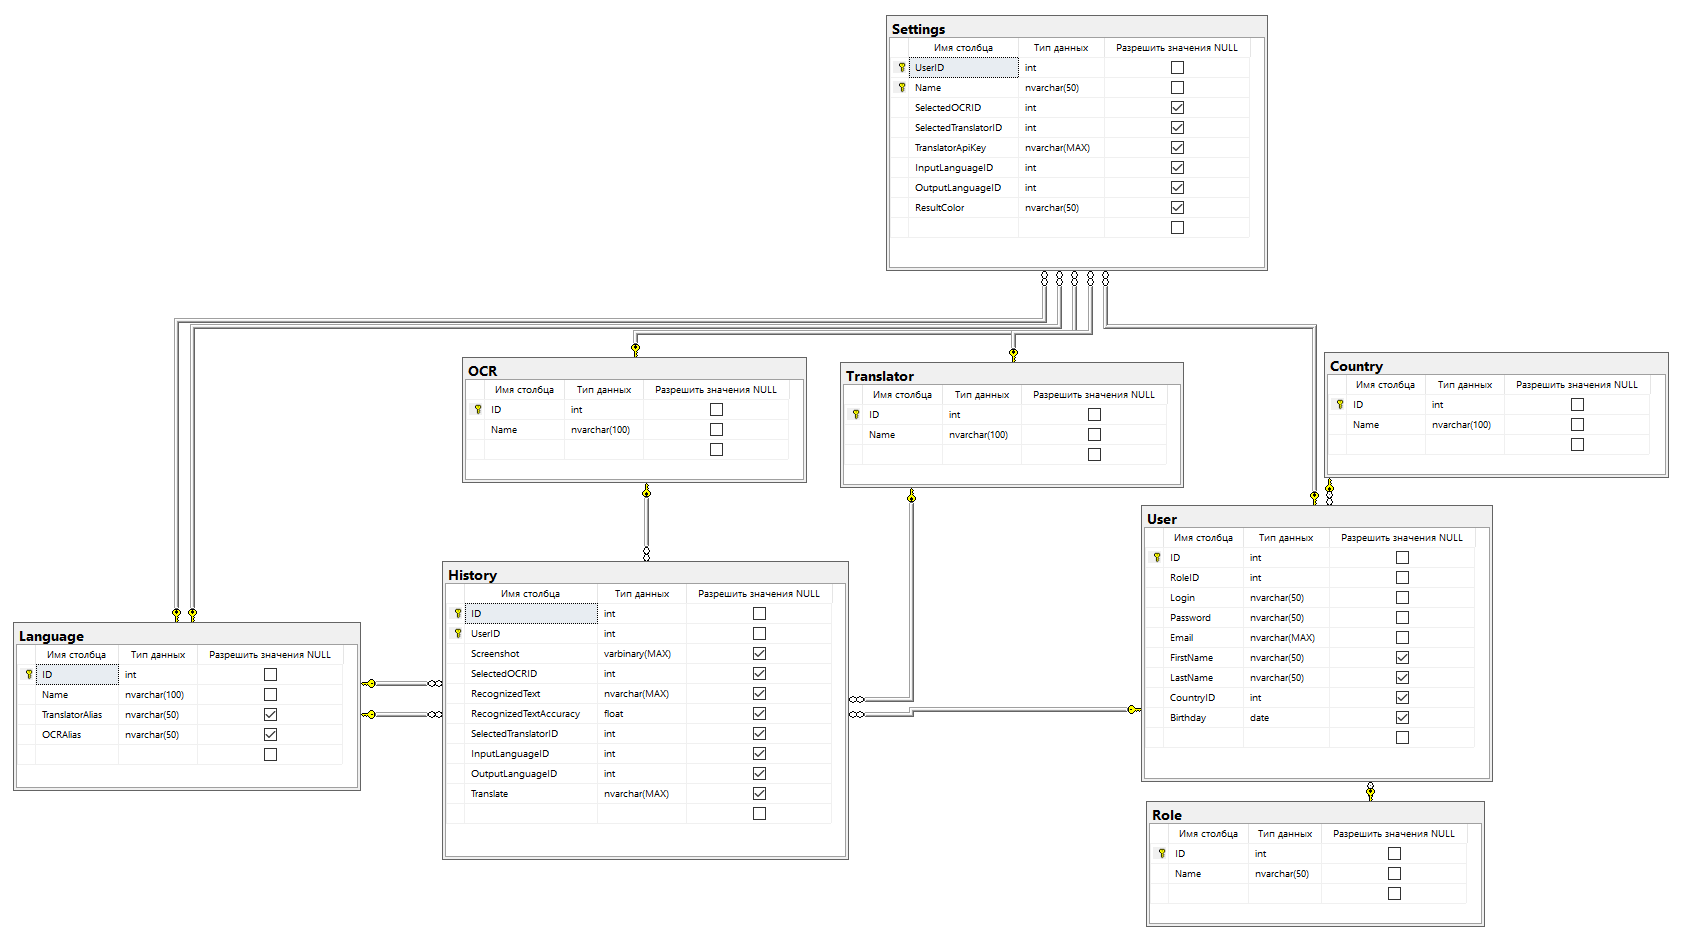 Settings
Имя столбца Тип данных Разрешить значения NULL
UserID int
Name nvarchar(50)
SelectedOCRID int
SelectedTranslatorID int
TranslatorApiKey nvarchar(MAX)
InputLanguageID int
OutputLanguageID int
ResultColor nvarchar(50)
OCR
Имя столбца Тип данных Разрешить значения NULL
ID int
Name nvarchar(100)
Translator
Имя столбца Тип данных Разрешить значения NULL
ID int
Name nvarchar(100)
Country
Имя столбца Тип данных Разрешить значения NULL
ID int
Name nvarchar(100)
User
Имя столбца Тип данных Разрешить значения NULL
ID int
RoleID int
Login nvarchar(50)
Password nvarchar(50)
Email nvarchar(MAX)
FirstName nvarchar(50)
LastName nvarchar(50)
CountryID int
Birthday date
History
Имя столбца Тип данных Разрешить значения NULL
ID int
UserID int
Screenshot varbinary(MAX)
SelectedOCRID int
RecognizedText nvarchar(MAX)
RecognizedTextAccuracy float
SelectedTranslatorID int
InputLanguageID int
OutputLanguageID int
Translate nvarchar(MAX)
Language
Имя столбца Тип данных Разрешить значения NULL
ID int
Name nvarchar(100)
TranslatorAlias nvarchar(50)
OCRAlias nvarchar(50)
Role
Имя столбца Тип данных Разрешить значения NULL
ID int
Name nvarchar(50)